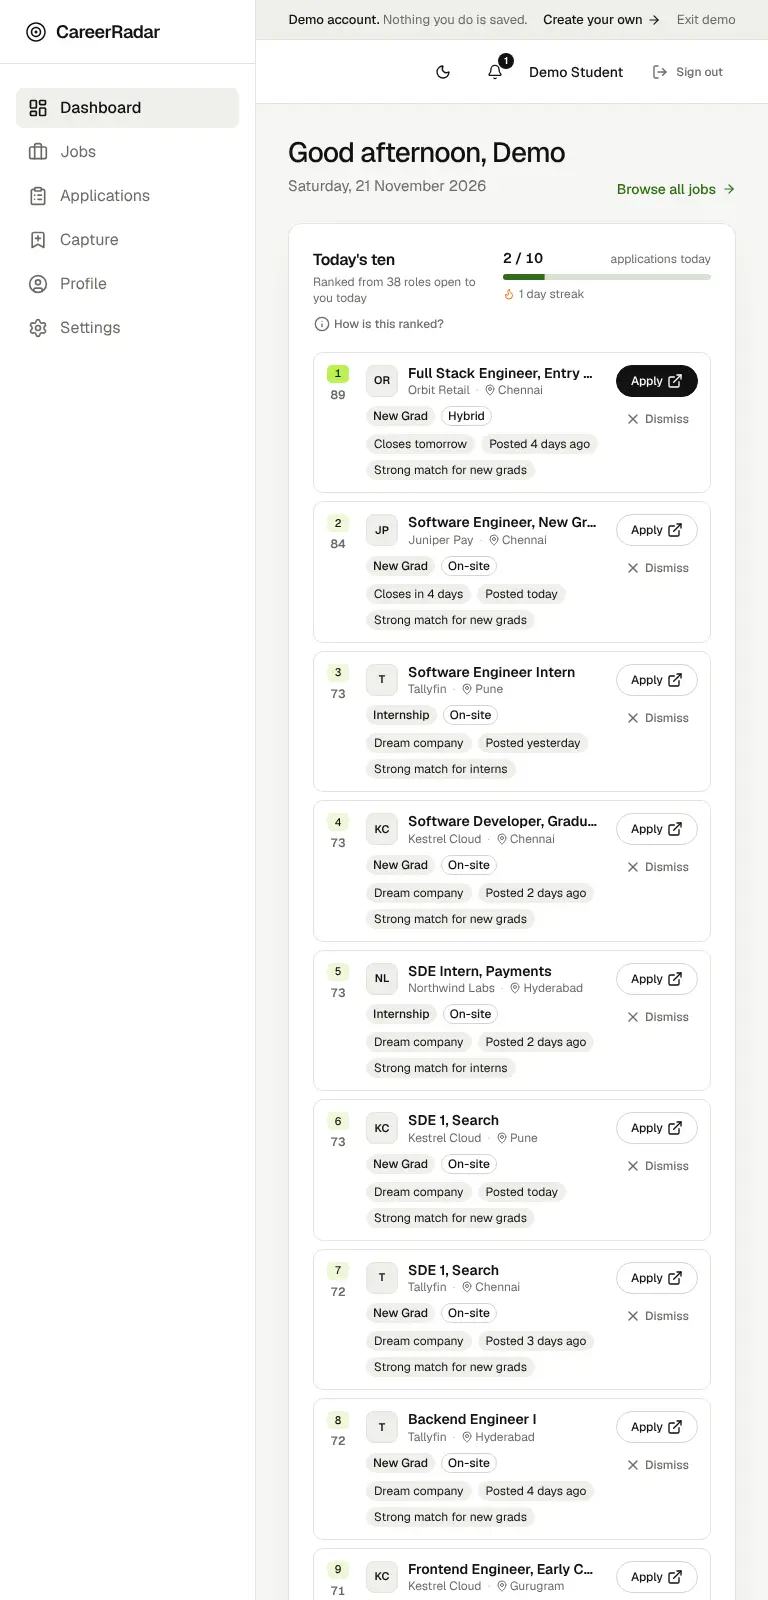 CareerRadar
Dashboard
Jobs
Applications
Capture
Profile
Settings
Demo account. Nothing you do is saved. Create your own → Exit demo
1
Demo Student Sign out
Good afternoon, Demo
Saturday, 21 November 2026
Browse all jobs →
Today's ten
Ranked from 38 roles open to
you today
How is this ranked?
2 / 10 applications today
1 day streak
1
89
OR
Full Stack Engineer, Entry ...
Orbit Retail · Chennai
New Grad Hybrid
Closes tomorrow Posted 4 days ago
Strong match for new grads
Apply
Dismiss
2
84
JP
Software Engineer, New Gr...
Juniper Pay · Chennai
New Grad On-site
Closes in 4 days Posted today
Strong match for new grads
Apply
Dismiss
3
73
T
Software Engineer Intern
Tallyfin · Pune
Internship On-site
Dream company Posted yesterday
Strong match for interns
Apply
Dismiss
4
73
KC
Software Developer, Gradu...
Kestrel Cloud · Chennai
New Grad On-site
Dream company Posted 2 days ago
Strong match for new grads
Apply
Dismiss
5
73
NL
SDE Intern, Payments
Northwind Labs · Hyderabad
Internship On-site
Dream company Posted 2 days ago
Strong match for interns
Apply
Dismiss
6
73
KC
SDE 1, Search
Kestrel Cloud · Pune
New Grad On-site
Dream company Posted today
Strong match for new grads
Apply
Dismiss
7
72
T
SDE 1, Search
Tallyfin · Chennai
New Grad On-site
Dream company Posted 3 days ago
Strong match for new grads
Apply
Dismiss
8
72
T
Backend Engineer I
Tallyfin · Hyderabad
New Grad On-site
Dream company Posted 4 days ago
Strong match for new grads
Apply
Dismiss
9
71
KC
Frontend Engineer, Early C...
Kestrel Cloud · Gurugram
Apply